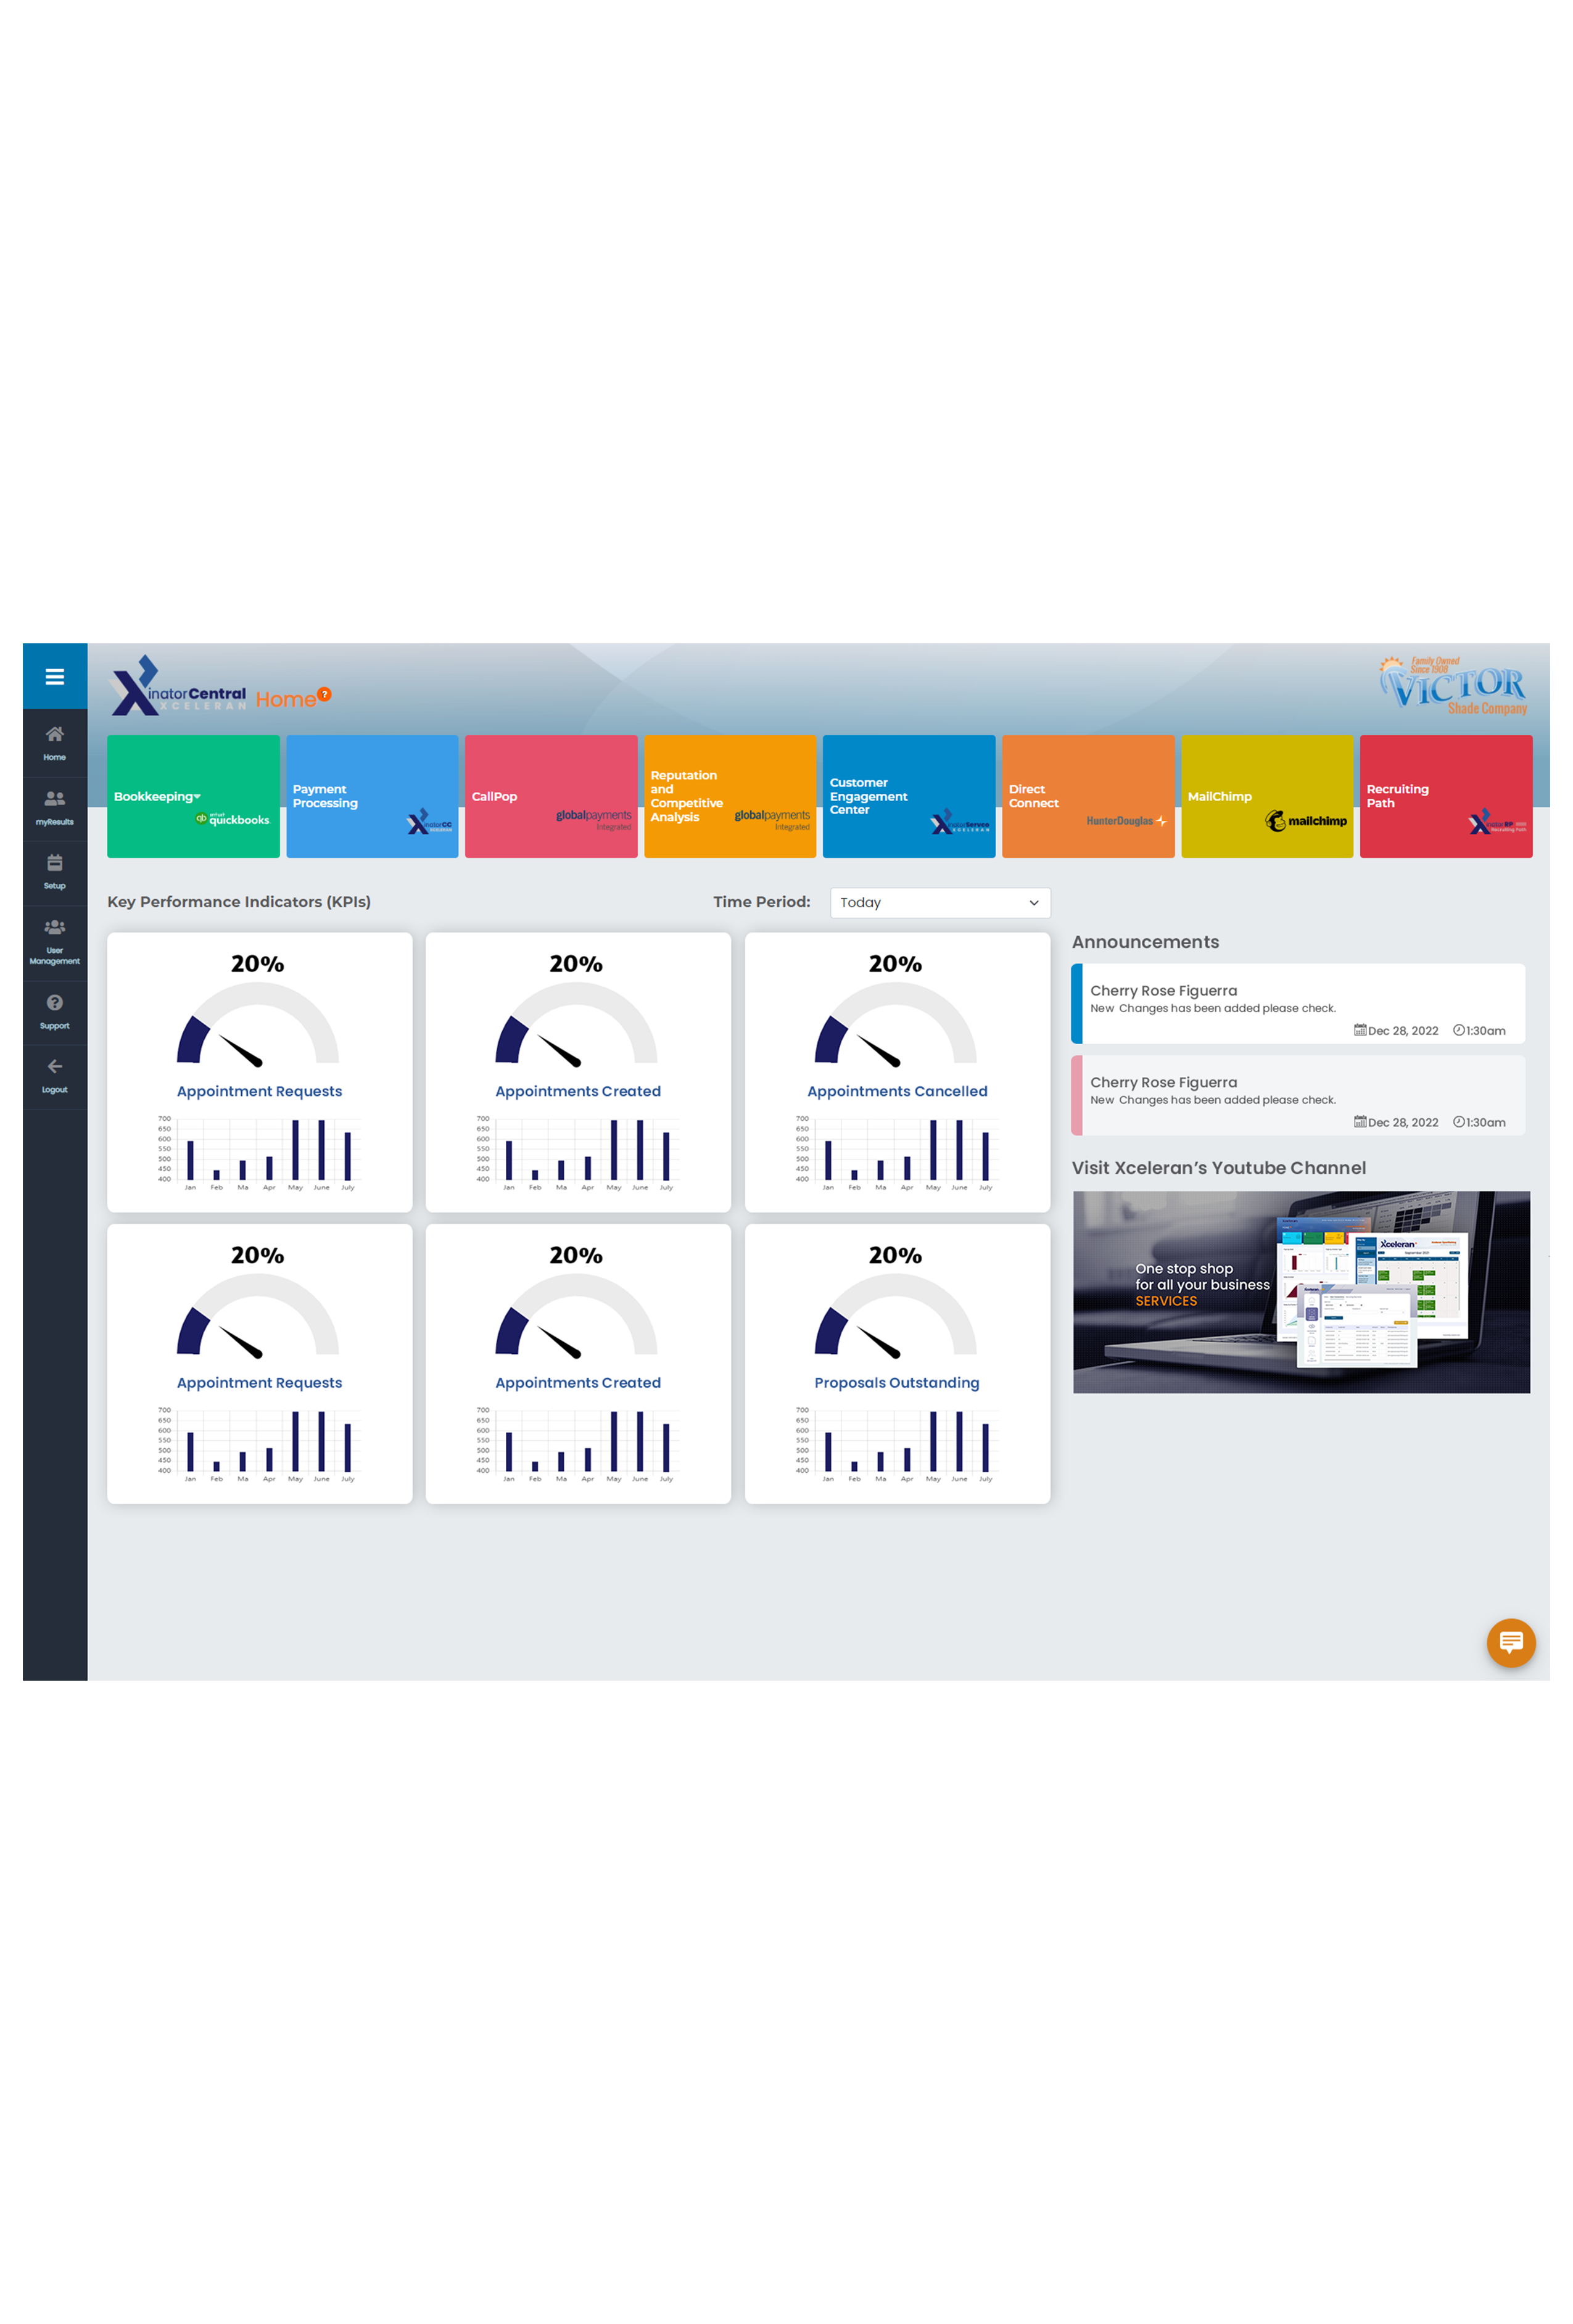 inatorCentral
XCELERAN
Home
?
Family Owned
Since 1908
VICTOR
Shade Company
Home
myResults
Setup
User
Management
Support
Logout
Bookkeeping
qb
quickbooks.
Payment
Processing
inatorCC
XCELERAN
CallPop
globalpayments
Integrated
Reputation
and
Competitive
Analysis
globalpayments
Integrated
Customer
Engagement
Center
XCELERAN
Direct
Connect
HunterDouglas
MailChimp
mailchimp
Recruiting
Path
inator RP
Recruiting Path
Key Performance Indicators (KPIs)
Time Period:
Today
20%
Appointment Requests
700
650
600
550
500
450
400
Jan Feb Ma Apr May June July
20%
Appointments Created
700
650
600
550
500
450
400
Jan Feb Ma Apr May June July
20%
Appointments Cancelled
700
650
600
550
500
450
400
Jan Feb Ma Apr May June July
20%
Appointment Requests
700
650
600
550
500
450
400
Jan Feb Ma Apr May June July
20%
Appointments Created
700
650
600
550
500
450
400
Jan Feb Ma Apr May June July
20%
Proposals Outstanding
700
650
600
550
500
450
400
Jan Feb Ma Apr May June July
Announcements
Cherry Rose Figuerra
New Changes has been added please check.
Dec 28, 2022 1:30am
Cherry Rose Figuerra
New Changes has been added please check.
Dec 28, 2022 1:30am
Visit Xceleran's Youtube Channel
One stop shop
for all your business
SERVICES
Xceleran